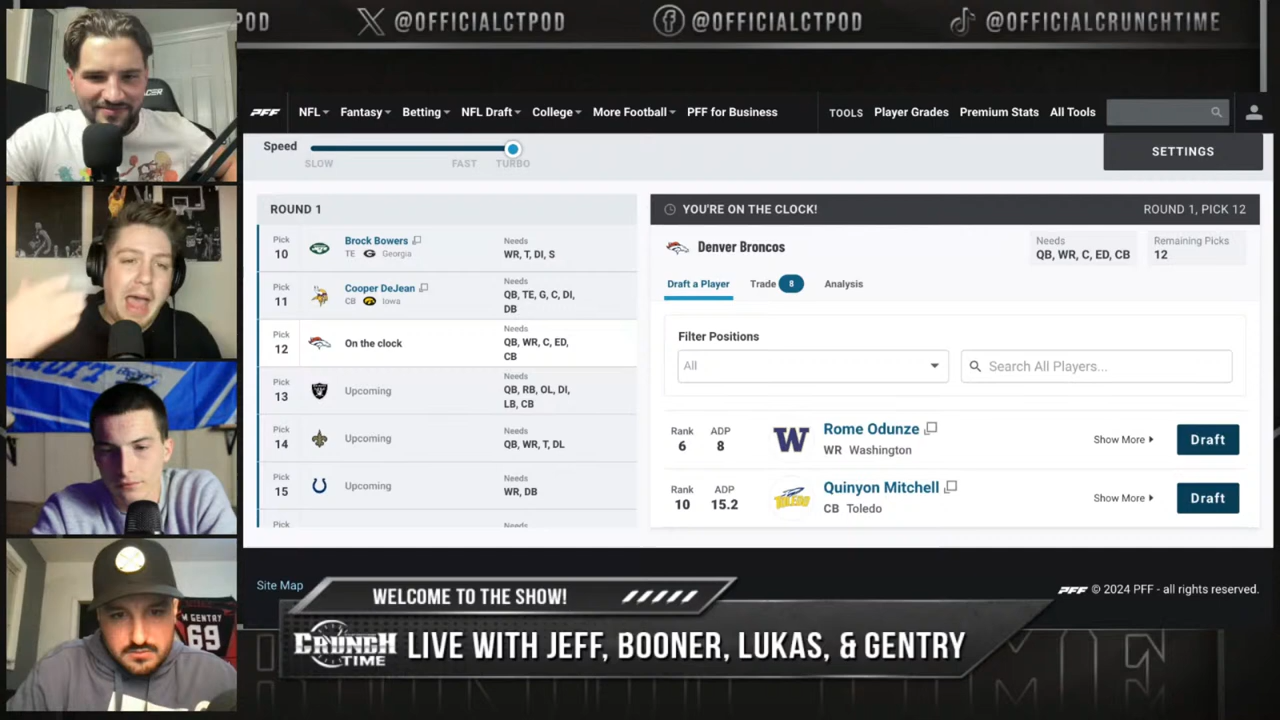 POD
@OFFICIALCTPOD
@OFFICIALCTPOD
@OFFICIALCRUNCHTIME
PFF NFL Fantasy Betting NFL Draft College More Football PFF for Business TOOLS Player Grades Premium Stats All Tools
Speed
SLOW FAST TURBO
SETTINGS
ROUND 1
Pick 10
Brock Bowers
TE G Georgia
Needs
WR, T, DI, S
Pick 11
Cooper DeJean
CB Iowa
Needs
QB, TE, G, C, DI,
DB
Pick 12
On the clock
Needs
QB, WR, C, ED,
CB
Pick 13
Upcoming
Needs
QB, RB, OL, DI,
LB, CB
Pick 14
Upcoming
Needs
QB, WR, T, DL
Pick 15
Upcoming
Needs
WR, DB
Pick
Needs
YOU'RE ON THE CLOCK! ROUND 1, PICK 12
Denver Broncos
Needs
QB, WR, C, ED, CB
Remaining Picks
12
Draft a Player Trade 8 Analysis
Filter Positions
All
Search All Players...
Rank
6
ADP
8
W
Rome Odunze
WR Washington
Show More
Draft
Rank
10
ADP
15.2
TOLEDO
Quinyon Mitchell
CB Toledo
Show More
Draft
Site Map
PFF © 2024 PFF - all rights reserved.
M GENTRY
69
WELCOME TO THE SHOW!
CRUNCH
TIME
LIVE WITH JEFF, BOONER, LUKAS, & GENTRY